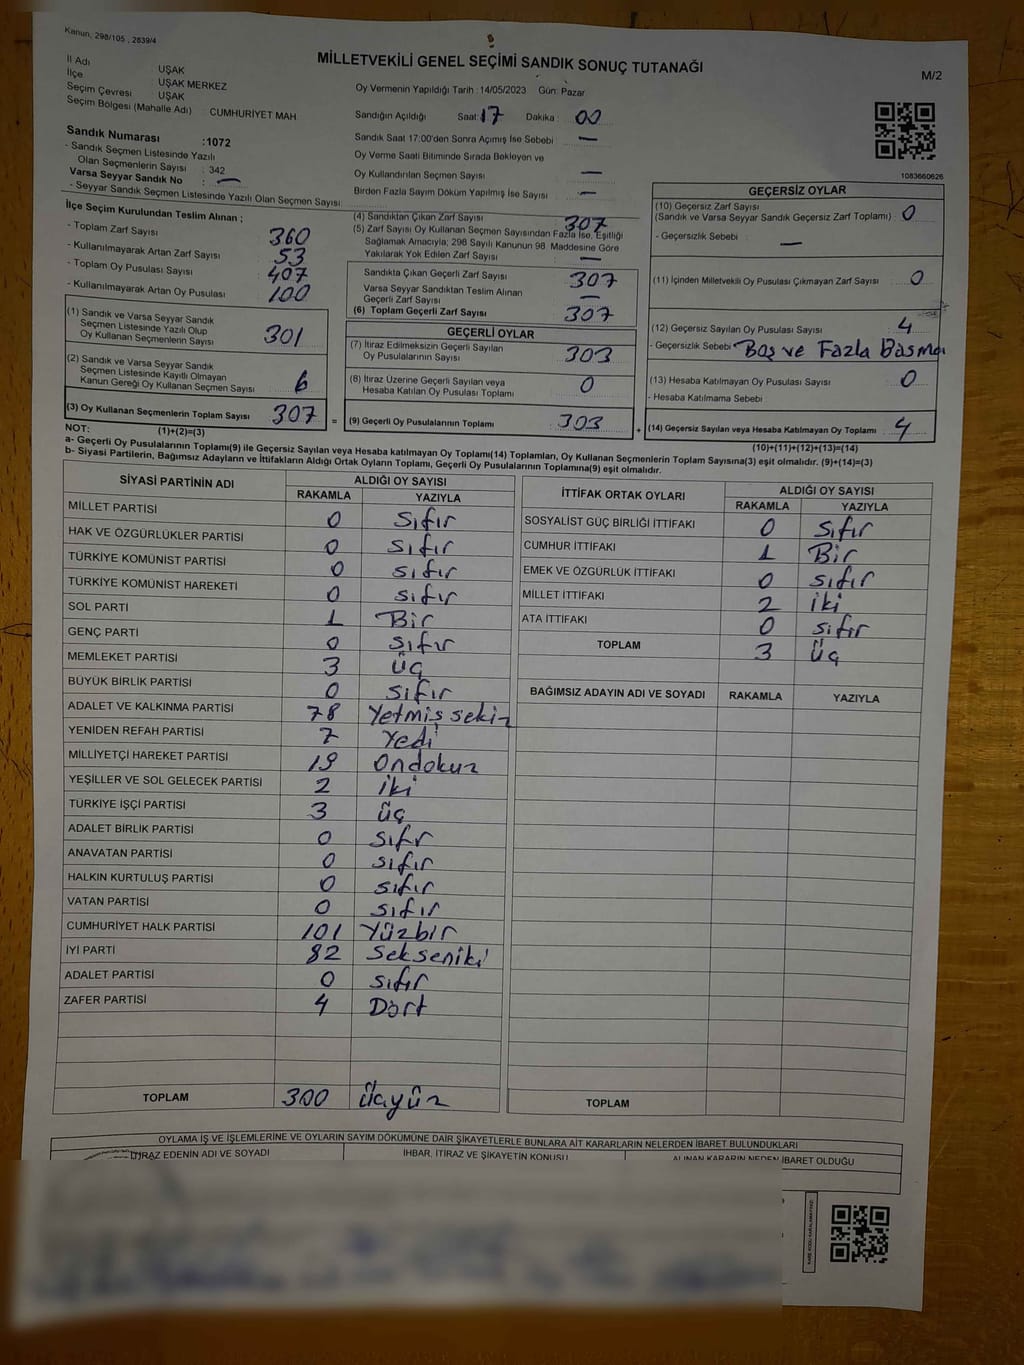 Kanun, 298/105 , 2839/4
MİLLETVEKİLİ GENEL SEÇİMİ SANDIK SONUÇ TUTANAĞI
M/2
İl Adı UŞAK
İlçe UŞAK MERKEZ
Seçim Çevresi UŞAK
Seçim Bölgesi (Mahalle Adı) : CUMHURİYET MAH
Oy Vermenin Yapıldığı Tarih : 14/05/2023 Gün: Pazar
Sandığın Açıldığı Saat: 17 Dakika : 00
Sandık Saat 17:00'den Sonra Açımış İse Sebebi —
Oy Verme Saati Bitiminde Sırada Bekleyen ve
Oy Kullandırılan Seçmen Sayısı —
Birden Fazla Sayım Döküm Yapılmış İse Sayısı —
1083660626
Sandık Numarası :1072
- Sandık Seçmen Listesinde Yazılı
Olan Seçmenlerin Sayısı : 342
Varsa Seyyar Sandık No : —
- Seyyar Sandık Seçmen Listesinde Yazılı Olan Seçmen Sayısı:
İlçe Seçim Kurulundan Teslim Alınan ;
- Toplam Zarf Sayısı 360
- Kullanılmayarak Artan Zarf Sayısı 53
- Toplam Oy Pusulası Sayısı 407
- Kullanılmayarak Artan Oy Pusulası 100
(1) Sandık ve Varsa Seyyar Sandık
Seçmen Listesinde Yazılı Olup
Oy Kullanan Seçmenlerin Sayısı 301
(2) Sandık ve Varsa Seyyar Sandık
Seçmen Listesinde Kayıtlı Olmayan
Kanun Gereği Oy Kullanan Seçmen Sayısı 6
(3) Oy Kullanan Seçmenlerin Toplam Sayısı 307 =
(4) Sandıktan Çıkan Zarf Sayısı 307
(5) Zarf Sayısı Oy Kullanan Seçmen Sayısından Fazla İse, Eşitliği
Sağlamak Amacıyla; 298 Sayılı Kanunun 98. Maddesine Göre
Yakılarak Yok Edilen Zarf Sayısı —
Sandıkta Çıkan Geçerli Zarf Sayısı 307
Varsa Seyyar Sandıktan Teslim Alınan
Geçerli Zarf Sayısı —
(6) Toplam Geçerli Zarf Sayısı 307
GEÇERLİ OYLAR
(7) İtiraz Edilmeksizin Geçerli Sayılan
Oy Pusulalarının Sayısı 303
(8) İtiraz Üzerine Geçerli Sayılan veya
Hesaba Katılan Oy Pusulası Toplamı 0
(9) Geçerli Oy Pusulalarının Toplamı 303 +
GEÇERSİZ OYLAR
(10) Geçersiz Zarf Sayısı
(Sandık ve Varsa Seyyar Sandık Geçersiz Zarf Toplamı) : 0
- Geçersizlik Sebebi : —
(11) İçinden Milletvekili Oy Pusulası Çıkmayan Zarf Sayısı : 0
(12) Geçersiz Sayılan Oy Pusulası Sayısı : 4
- Geçersizlik Sebebi : Boş ve Fazla Basma
(13) Hesaba Katılmayan Oy Pusulası Sayısı : 0
- Hesaba Katılmama Sebebi
(14) Geçersiz Sayılan veya Hesaba Katılmayan Oy Toplamı 4
NOT: (1)+(2)=(3)
(10)+(11)+(12)+(13)=(14)
a- Geçerli Oy Pusulalarının Toplamı(9) ile Geçersiz Sayılan veya Hesaba katılmayan Oy Toplamı(14) Toplamları, Oy Kullanan Seçmenlerin Toplam Sayısına(3) eşit olmalıdır. (9)+(14)=(3)
b- Siyasi Partilerin, Bağımsız Adayların ve İttifakların Aldığı Ortak Oyların Toplamı, Geçerli Oy Pusulalarının Toplamına(9) eşit olmalıdır.
SİYASİ PARTİNİN ADI ALDIĞI OY SAYISI
RAKAMLA YAZIYLA
MİLLET PARTİSİ 0 sıfır
HAK VE ÖZGÜRLÜKLER PARTİSİ 0 sıfır
TÜRKİYE KOMÜNİST PARTİSİ 0 sıfır
TÜRKİYE KOMÜNİST HAREKETİ 0 sıfır
SOL PARTİ 1 Bir
GENÇ PARTİ 0 sıfır
MEMLEKET PARTİSİ 3 üç
BÜYÜK BİRLİK PARTİSİ 0 sıfır
ADALET VE KALKINMA PARTİSİ 78 Yetmiş sekiz
YENİDEN REFAH PARTİSİ 7 Yedi
MİLLİYETÇİ HAREKET PARTİSİ 19 Ondokuz
YEŞİLLER VE SOL GELECEK PARTİSİ 2 iki
TÜRKİYE İŞÇİ PARTİSİ 3 üç
ADALET BİRLİK PARTİSİ 0 sıfr
ANAVATAN PARTİSİ 0 sıfır
HALKIN KURTULUŞ PARTİSİ 0 sıfır
VATAN PARTİSİ 0 sıfır
CUMHURİYET HALK PARTİSİ 101 Yüzbir
İYİ PARTİ 82 Sekseniki
ADALET PARTİSİ 0 sıfır
ZAFER PARTİSİ 4 Dört
TOPLAM 300 üçyüz
İTTİFAK ORTAK OYLARI ALDIĞI OY SAYISI
RAKAMLA YAZIYLA
SOSYALİST GÜÇ BİRLİĞİ İTTİFAKI 0 sıfır
CUMHUR İTTİFAKI 1 Bir
EMEK VE ÖZGÜRLÜK İTTİFAKI 0 sıfır
MİLLET İTTİFAKI 2 iki
ATA İTTİFAKI 0 sıfır
TOPLAM 3 üç
BAĞIMSIZ ADAYIN ADI VE SOYADI RAKAMLA YAZIYLA
TOPLAM
OYLAMA İŞ VE İŞLEMLERİNE VE OYLARIN SAYIM DÖKÜMÜNE DAİR ŞİKAYETLERLE BUNLARA AİT KARARLARIN NELERDEN İBARET BULUNDUKLARI
İTİRAZ EDENİN ADI VE SOYADI İHBAR, İTİRAZ VE ŞİKAYETİN KONUSU ALINAN KARARIN NEDEN İBARET OLDUĞU